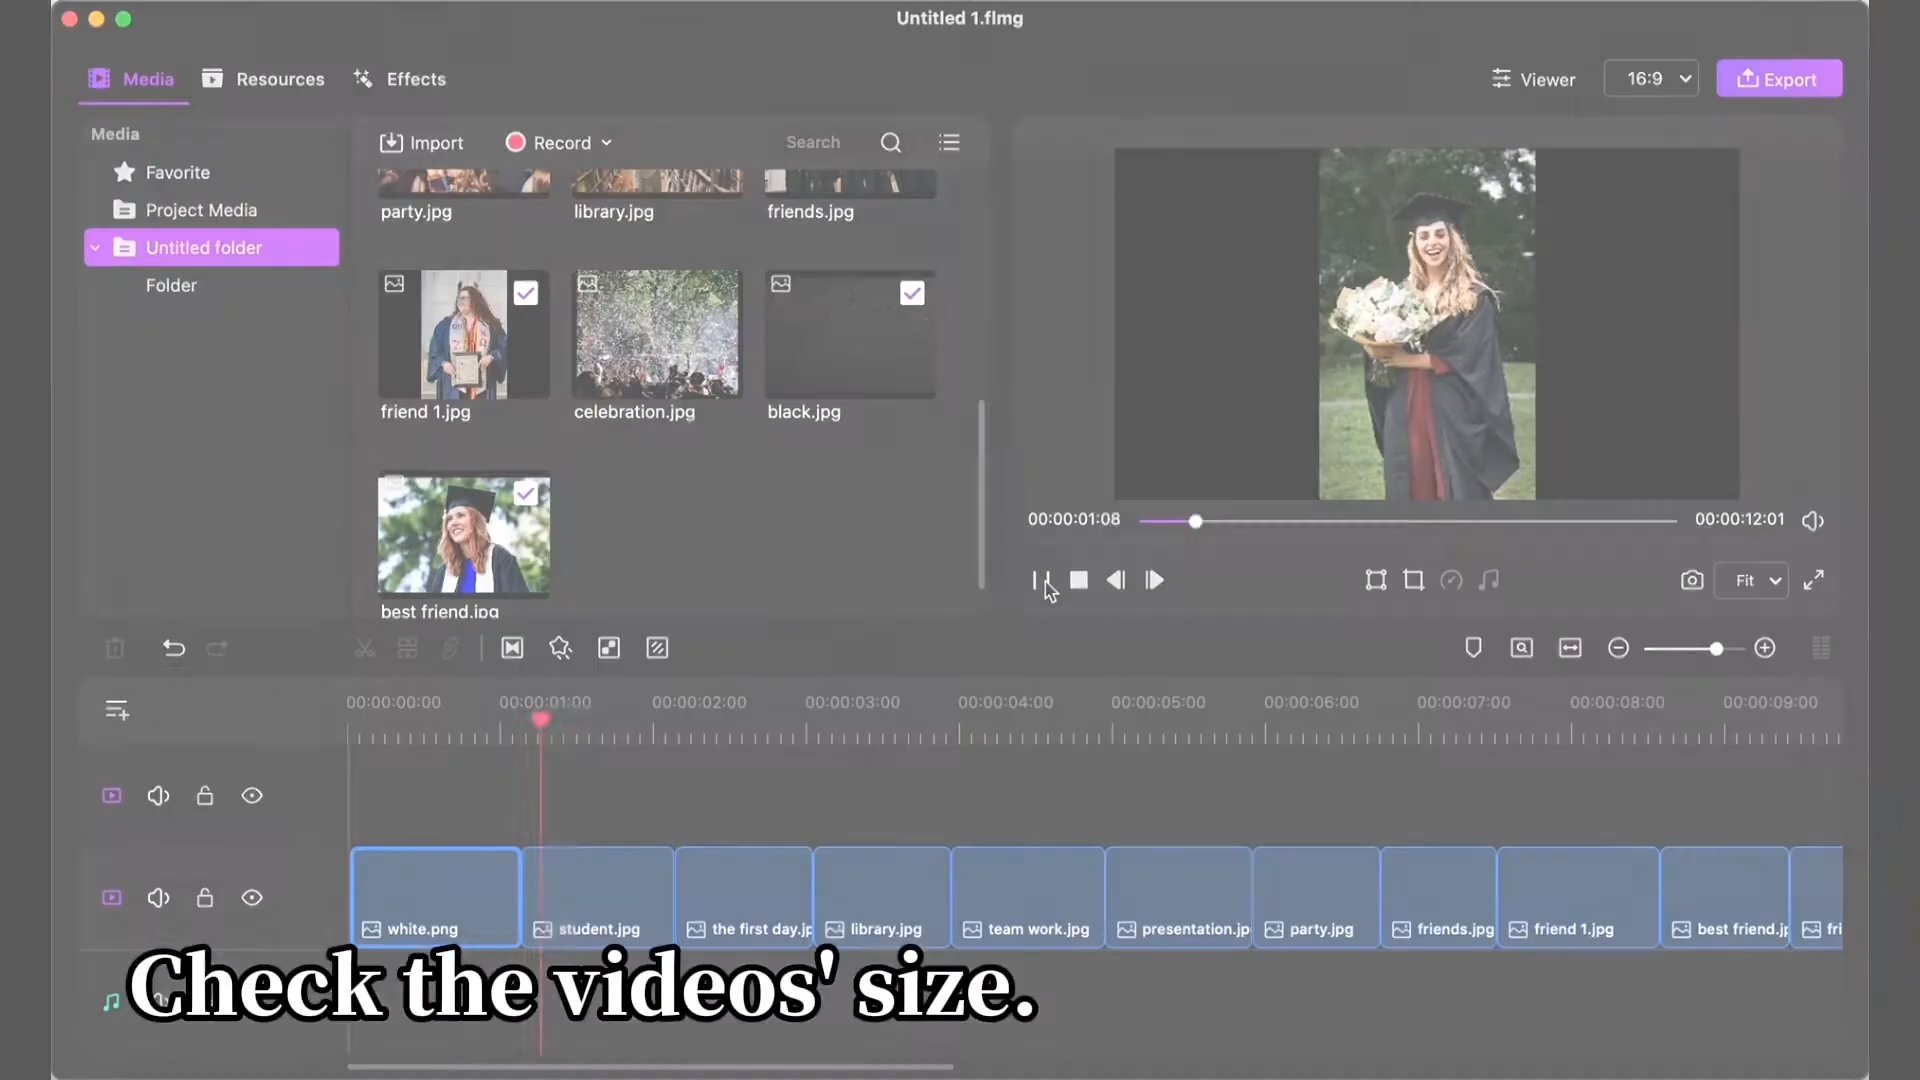 Untitled 1.flmg
Media
Resources
Effects
Viewer
16:9
Export
Media
Favorite
Project Media
Untitled folder
Folder
Import
Record
Search
party.jpg
library.jpg
friends.jpg
friend 1.jpg
celebration.jpg
black.jpg
best friend.jpg
00:00:01:08
00:00:12:01
Fit
00:00:00:00
00:00:01:00
00:00:02:00
00:00:03:00
00:00:04:00
00:00:05:00
00:00:06:00
00:00:07:00
00:00:08:00
00:00:09:00
white.png
student.jpg
the first day.jp
library.jpg
team work.jpg
presentation.jp
party.jpg
friends.jpg
friend 1.jpg
best friend.jp
fri
Check the videos' size.